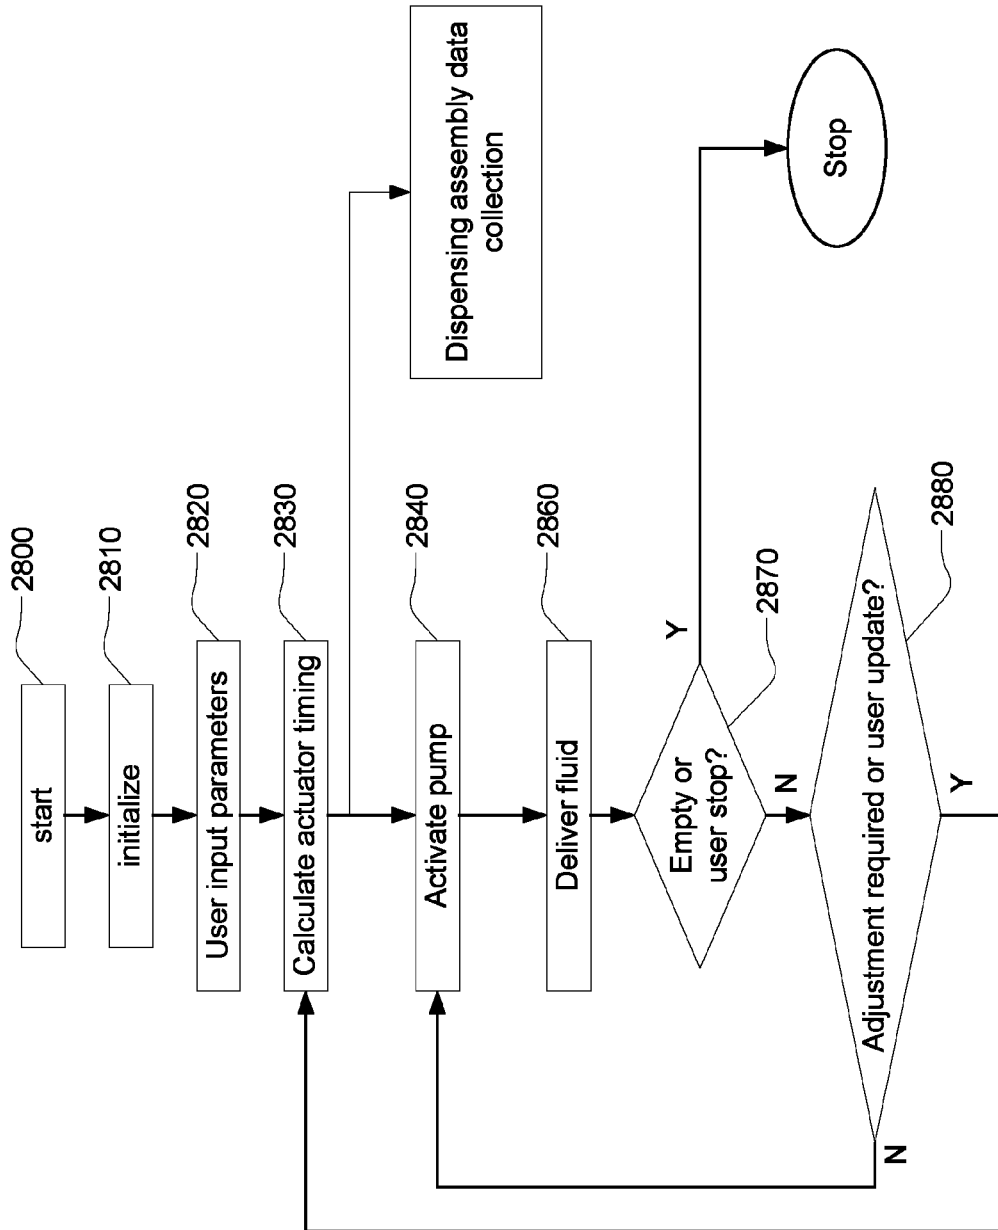 start
2800
initialize
2810
User input parameters
2820
Calculate actuator timing
2830
Dispensing assembly data
collection
Activate pump
2840
Deliver fluid
2860
Empty or
user stop?
2870
Y
Stop
N
Adjustment required or user update?
2880
N
Y